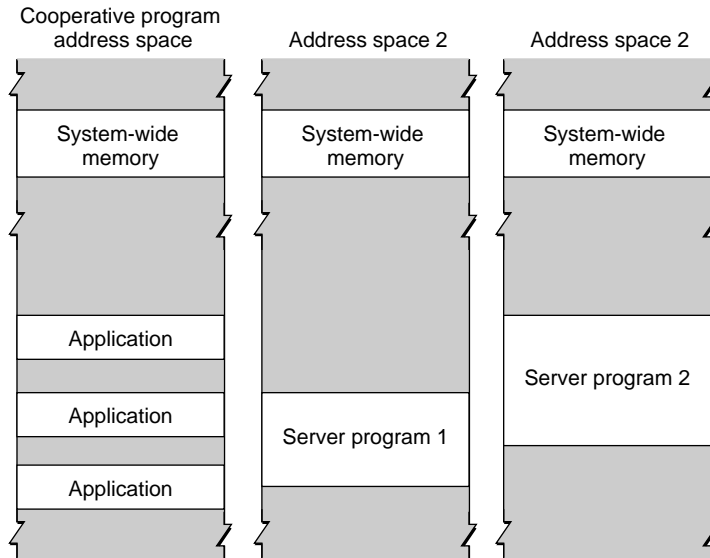 Cooperative program
address space
Address space 2
Address space 2
System-wide
memory
System-wide
memory
System-wide
memory
Application
Application
Application
Server program 1
Server program 2